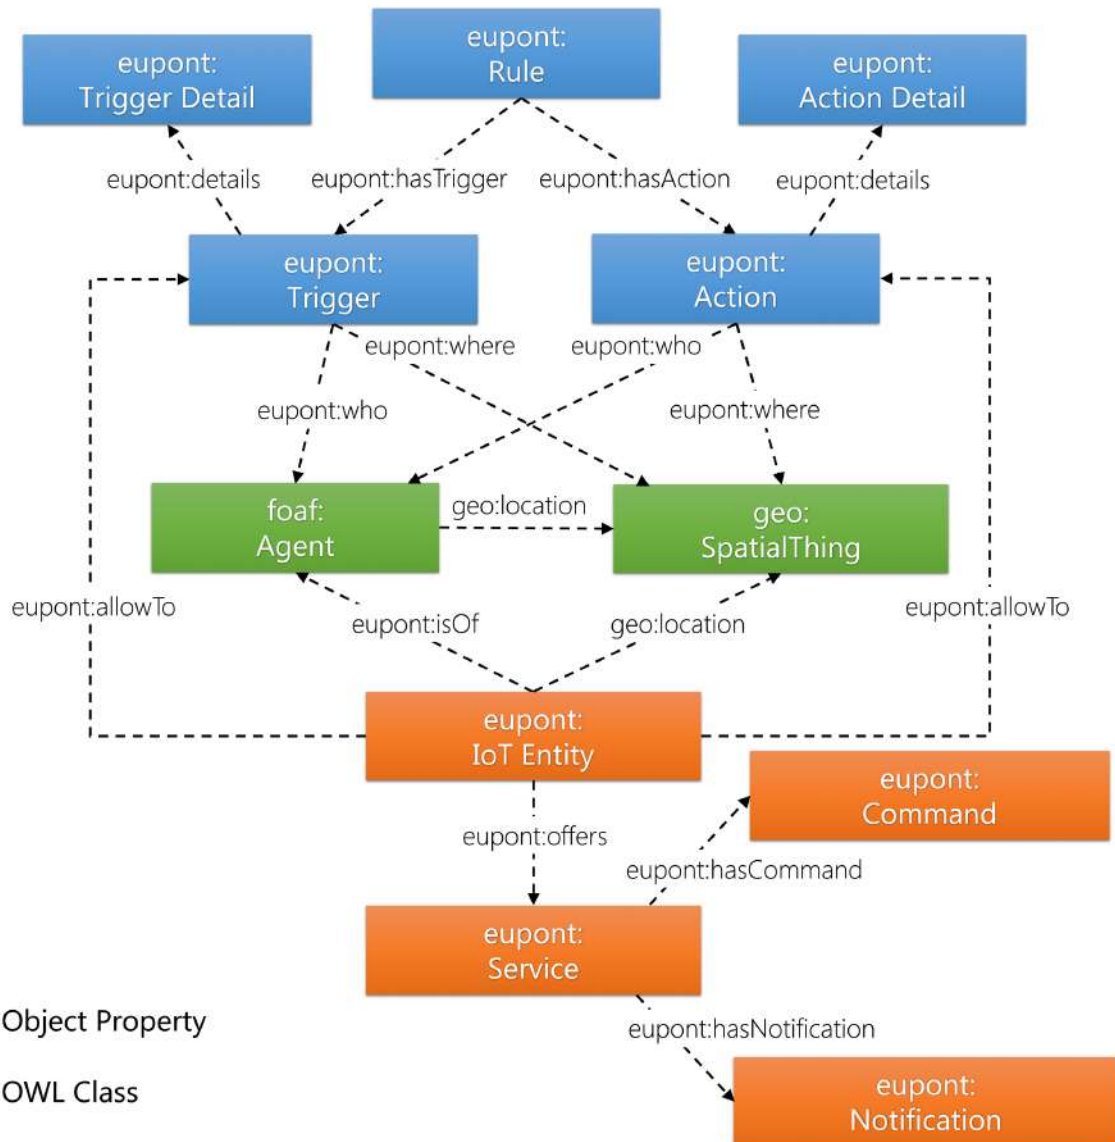 eupont:
Rule
eupont:
Trigger Detail
eupont:
Action Detail
eupont:details
eupont:hasTrigger
eupont:hasAction
eupont:details
eupont:
Trigger
eupont:
Action
eupont:where
eupont:who
eupont:who
eupont:where
foaf:
Agent
geo:location
geo:
SpatialThing
eupont:allowTo
eupont:isOf
geo:location
eupont:allowTo
eupont:
IoT Entity
eupont:
Command
eupont:offers
eupont:hasCommand
eupont:
Service
Object Property
eupont:hasNotification
OWL Class
eupont:
Notification